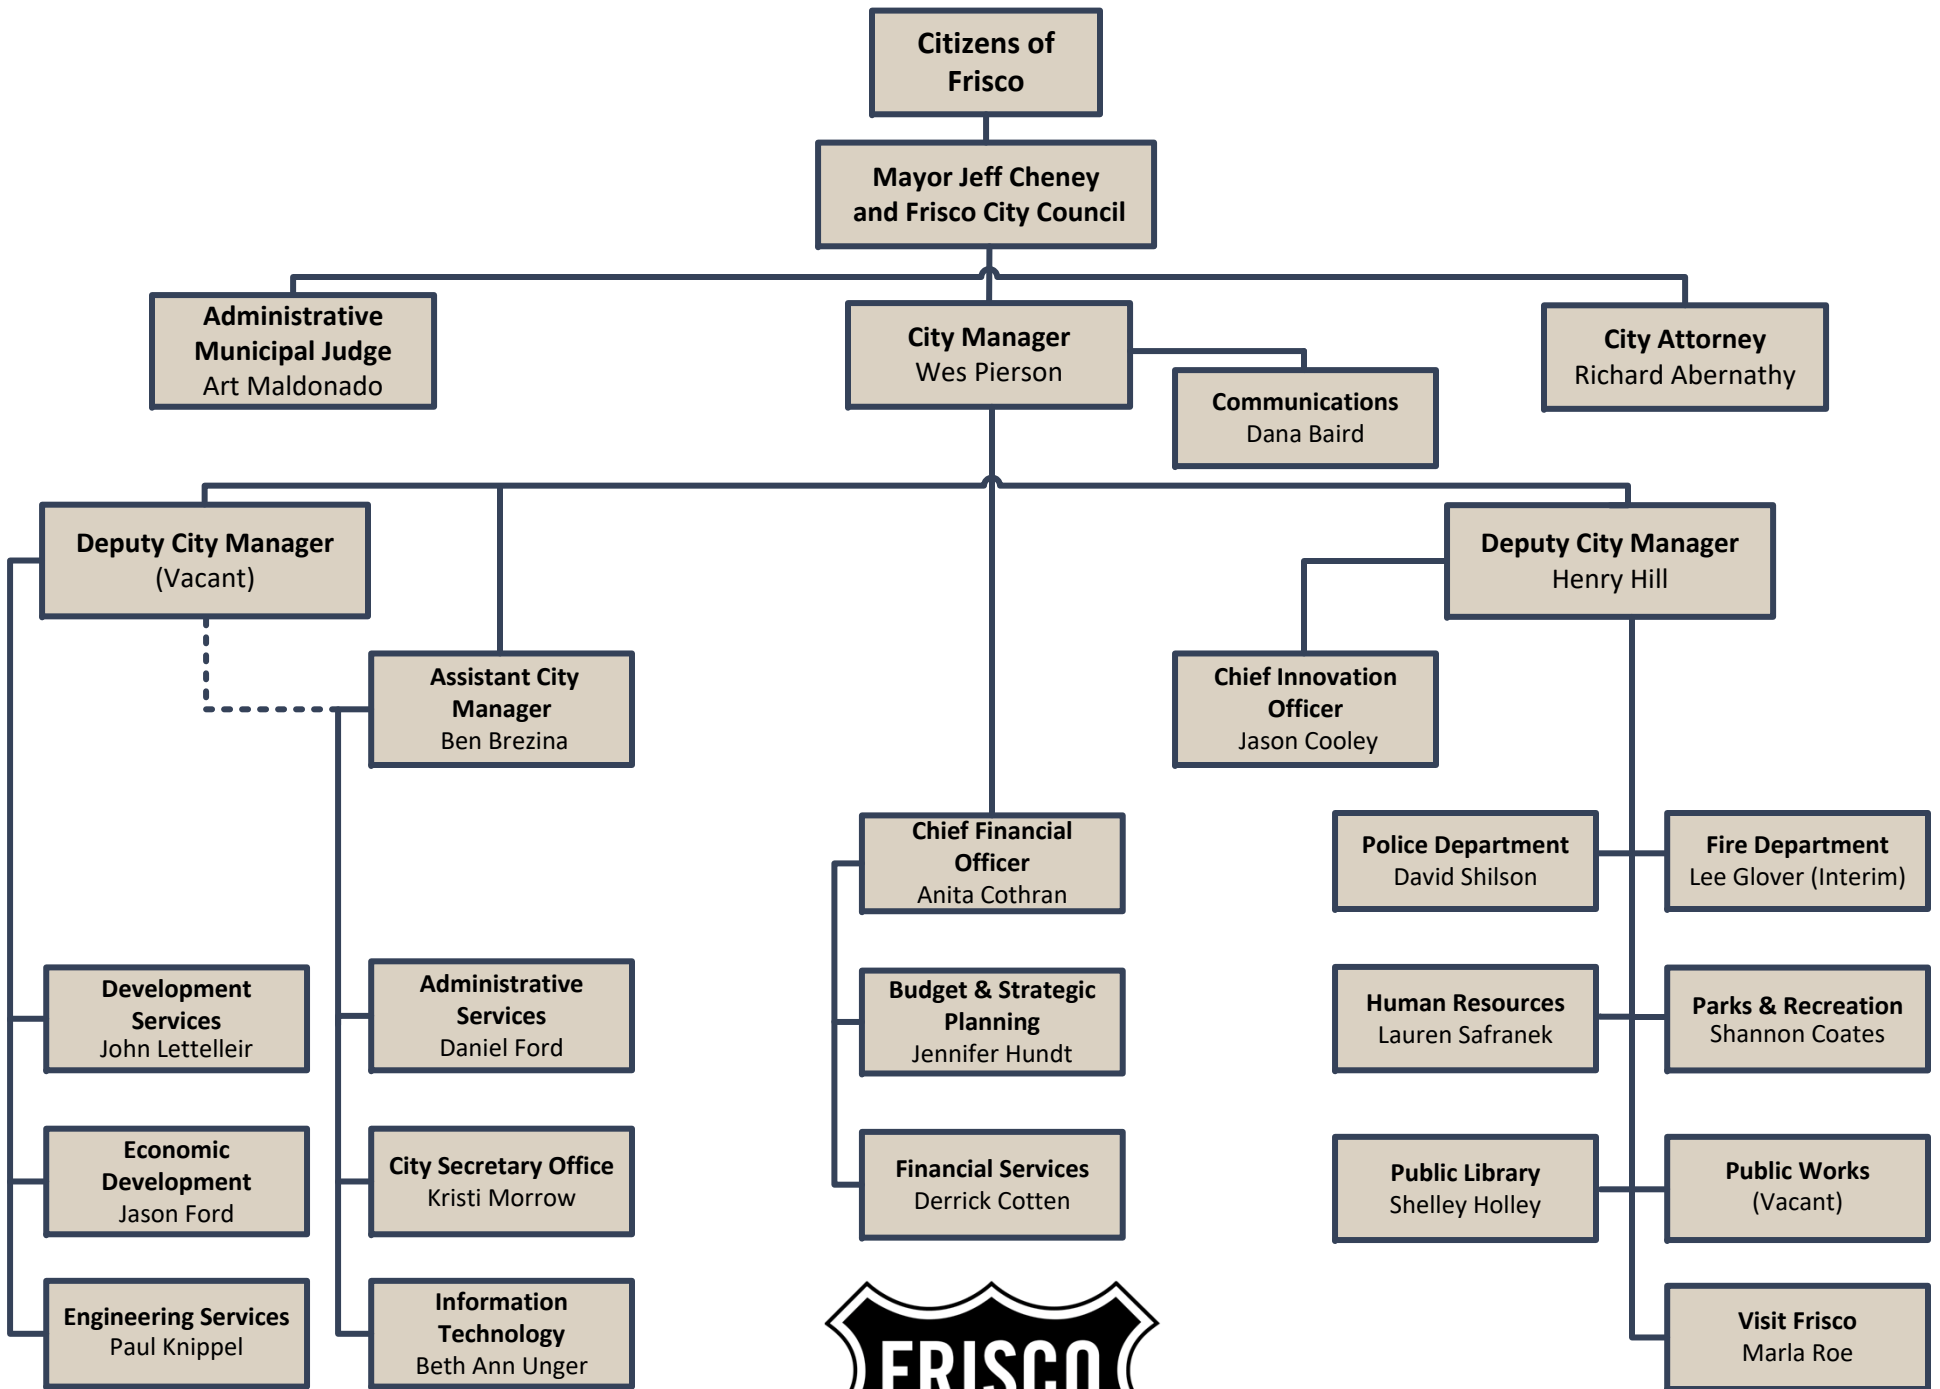 Citizens of
Frisco
Mayor Jeff Cheney
and Frisco City Council
Administrative
Municipal Judge
Art Maldonado
City Manager
Wes Pierson
Communications
Dana Baird
City Attorney
Richard Abernathy
Deputy City Manager
(Vacant)
Assistant City
Manager
Ben Brezina
Deputy City Manager
Henry Hill
Chief Innovation
Officer
Jason Cooley
Development
Services
John Lettelleir
Economic
Development
Jason Ford
Engineering Services
Paul Knippel
Administrative
Services
Daniel Ford
City Secretary Office
Kristi Morrow
Information
Technology
Beth Ann Unger
Chief Financial
Officer
Anita Cothran
Budget & Strategic
Planning
Jennifer Hundt
Financial Services
Derrick Cotten
Police Department
David Shilson
Fire Department
Lee Glover (Interim)
Human Resources
Lauren Safranek
Parks & Recreation
Shannon Coates
Public Library
Shelley Holley
Public Works
(Vacant)
Visit Frisco
Marla Roe
FRISCO